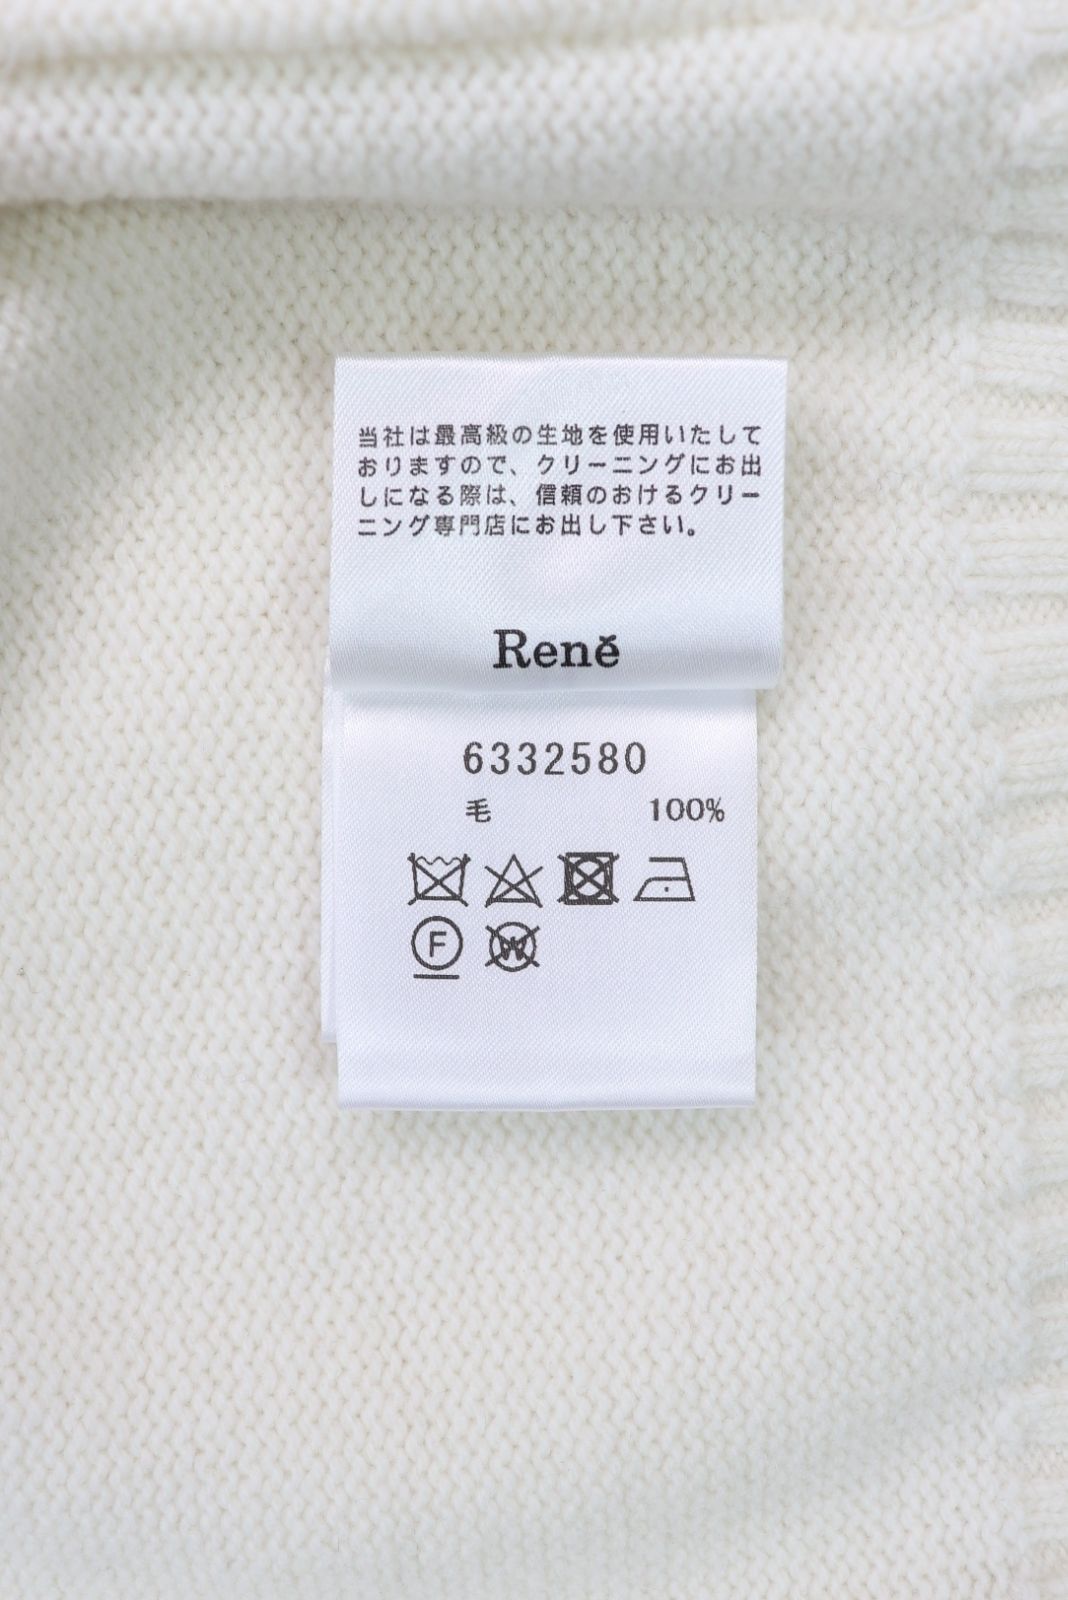 当社は最高級の生地を使用いたして
おりますので、クリーニングにお出
しになる際は、信頼のおけるクリー
ニング専門店にお出し下さい。
Reně
6332580
毛 100%
F
W